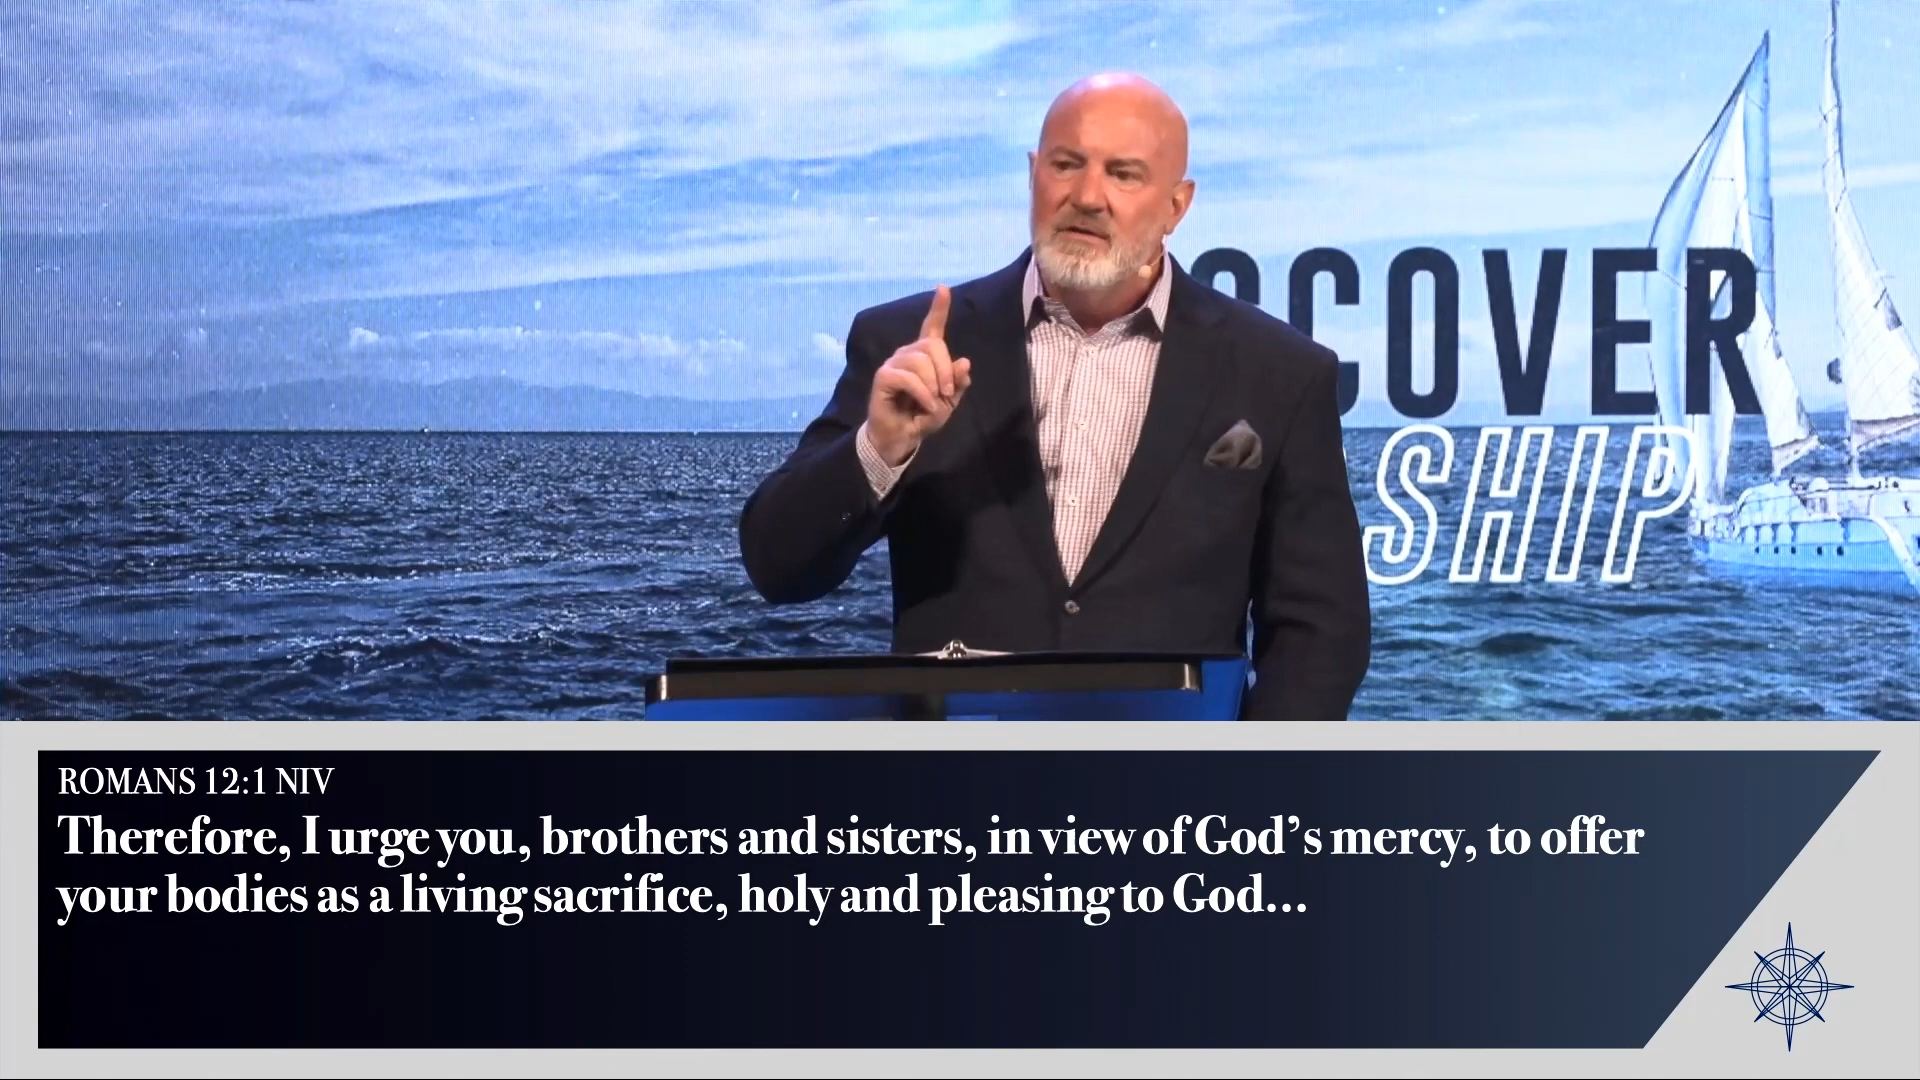 COVER
SHIP
ROMANS 12:1 NIV
Therefore, I urge you, brothers and sisters, in view of God’s mercy, to offer
your bodies as a living sacrifice, holy and pleasing to God...